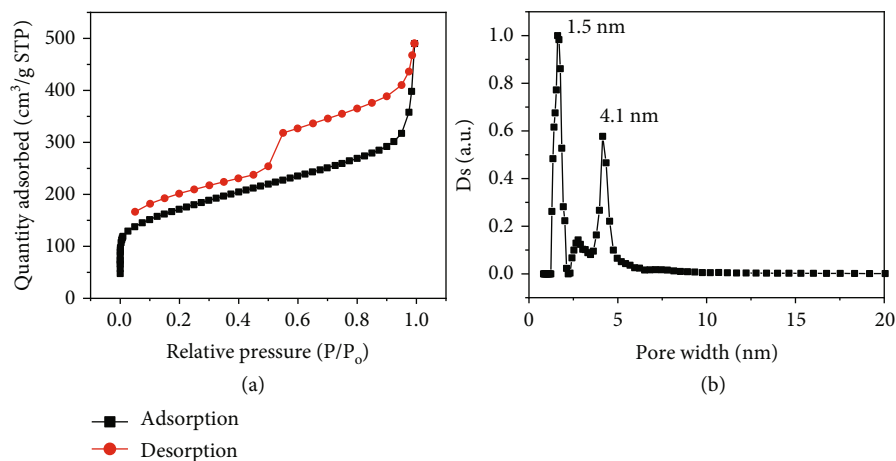 500
400
300
200
100
0
Quantity adsorbed (cm³/g STP)
0.0 0.2 0.4 0.6 0.8 1.0
Relative pressure (P/Pₒ)
(a)
Adsorption
Desorption
1.5 nm
4.1 nm
1.0
0.8
0.6
0.4
0.2
0.0
Ds (a.u.)
0 5 10 15 20
Pore width (nm)
(b)